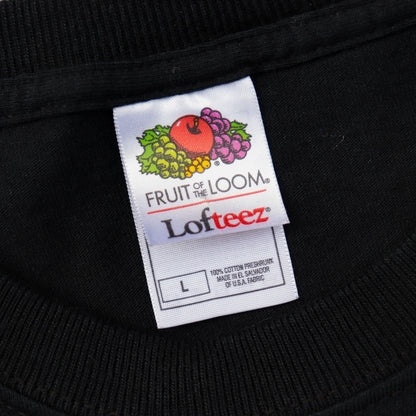 FRUIT OF THE LOOM®
Lofteez®
L
100% COTTON PRESHRUNK
MADE IN EL SALVADOR
OF U.S.A. FABRIC